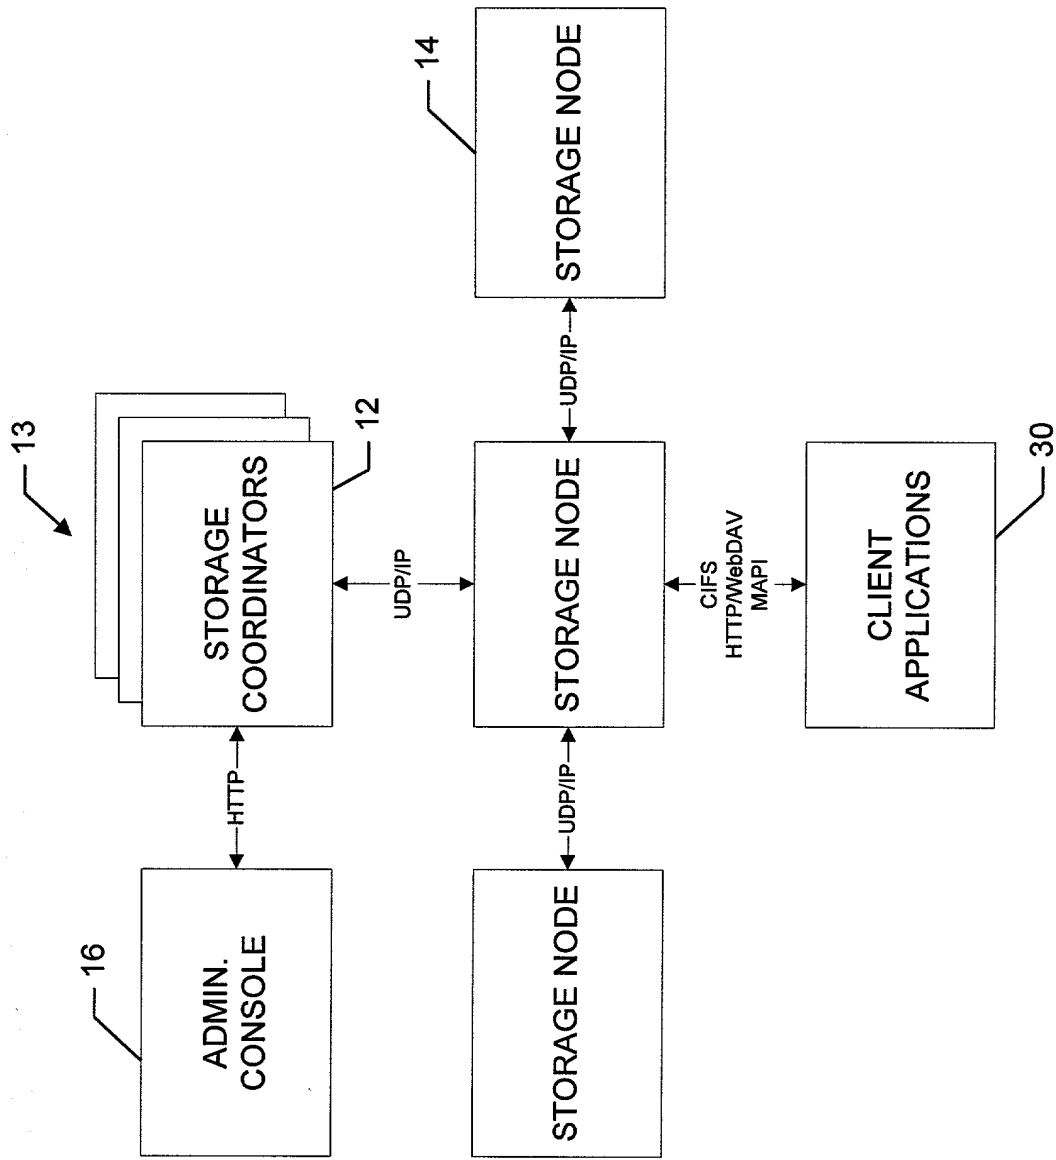 13
16
ADMIN.
CONSOLE
HTTP
STORAGE
COORDINATORS
12
UDP/IP
14
STORAGE NODE
UDP/IP
STORAGE NODE
UDP/IP
STORAGE NODE
CIFS
HTTP/WebDAV
MAPI
CLIENT
APPLICATIONS
30